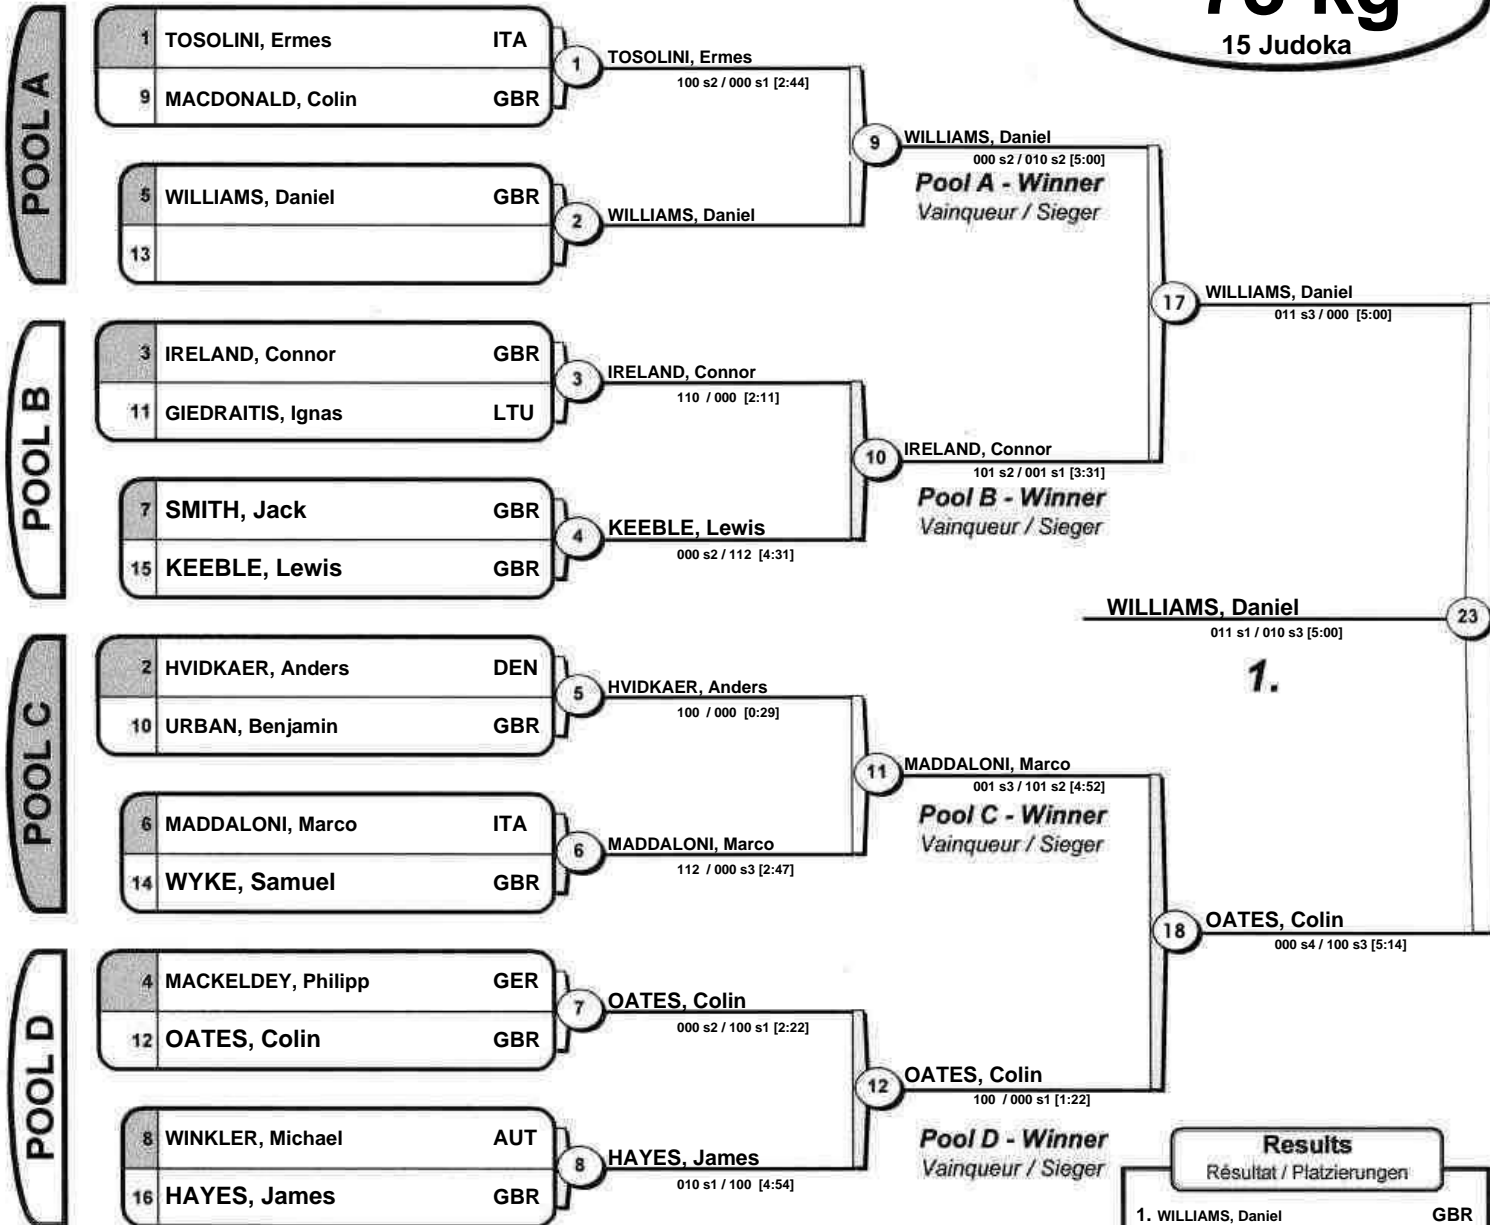 73 kg
15 Judoka
POOL A
1 TOSOLINI, Ermes ITA
9 MACDONALD, Colin GBR
1
TOSOLINI, Ermes
100 s2 / 000 s1 [2:44]
5 WILLIAMS, Daniel GBR
13
2
WILLIAMS, Daniel
9
WILLIAMS, Daniel
000 s2 / 010 s2 [5:00]
Pool A - Winner
Vainqueur / Sieger
POOL B
3 IRELAND, Connor GBR
11 GIEDRAITIS, Ignas LTU
3
IRELAND, Connor
110 / 000 [2:11]
7 SMITH, Jack GBR
15 KEEBLE, Lewis GBR
4
KEEBLE, Lewis
000 s2 / 112 [4:31]
10
IRELAND, Connor
101 s2 / 001 s1 [3:31]
Pool B - Winner
Vainqueur / Sieger
17
WILLIAMS, Daniel
011 s3 / 000 [5:00]
WILLIAMS, Daniel
011 s1 / 010 s3 [5:00]
23
1.
POOL C
2 HVIDKAER, Anders DEN
10 URBAN, Benjamin GBR
5
HVIDKAER, Anders
100 / 000 [0:29]
6 MADDALONI, Marco ITA
14 WYKE, Samuel GBR
6
MADDALONI, Marco
112 / 000 s3 [2:47]
11
MADDALONI, Marco
001 s3 / 101 s2 [4:52]
Pool C - Winner
Vainqueur / Sieger
18
OATES, Colin
000 s4 / 100 s3 [5:14]
POOL D
4 MACKELDEY, Philipp GER
12 OATES, Colin GBR
7
OATES, Colin
000 s2 / 100 s1 [2:22]
8 WINKLER, Michael AUT
16 HAYES, James GBR
8
HAYES, James
010 s1 / 100 [4:54]
12
OATES, Colin
100 / 000 s1 [1:22]
Pool D - Winner
Vainqueur / Sieger
Results
Résultat / Platzierungen
1. WILLIAMS, Daniel GBR